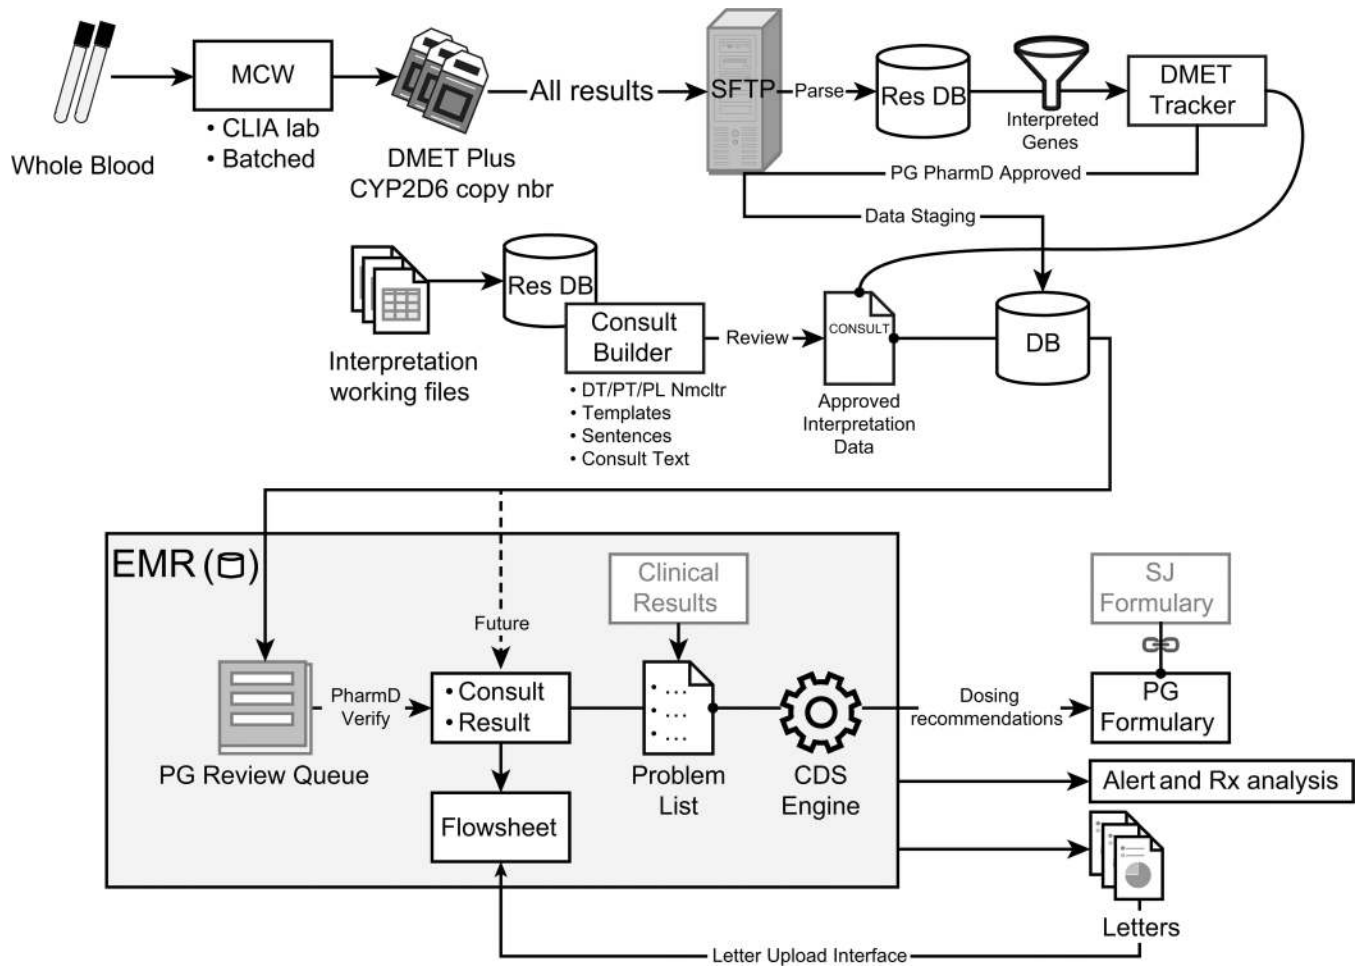 MCW
• CLIA lab
• Batched
Whole Blood
DMET Plus
CYP2D6 copy nbr
All results
SFTP
Parse
Res DB
Interpreted
Genes
DMET
Tracker
PG PharmD Approved
Data Staging
Interpretation
working files
Res DB
Consult
Builder
• DT/PT/PL Nmcltr
• Templates
• Sentences
• Consult Text
Review
CONSULT
Approved
Interpretation
Data
DB
EMR ( )
PG Review Queue
PharmD
Verify
Future
• Consult
• Result
Flowsheet
Clinical
Results
• ...
• ...
• ...
Problem
List
CDS
Engine
Dosing
recommendations
SJ
Formulary
PG
Formulary
Alert and Rx analysis
Letters
Letter Upload Interface